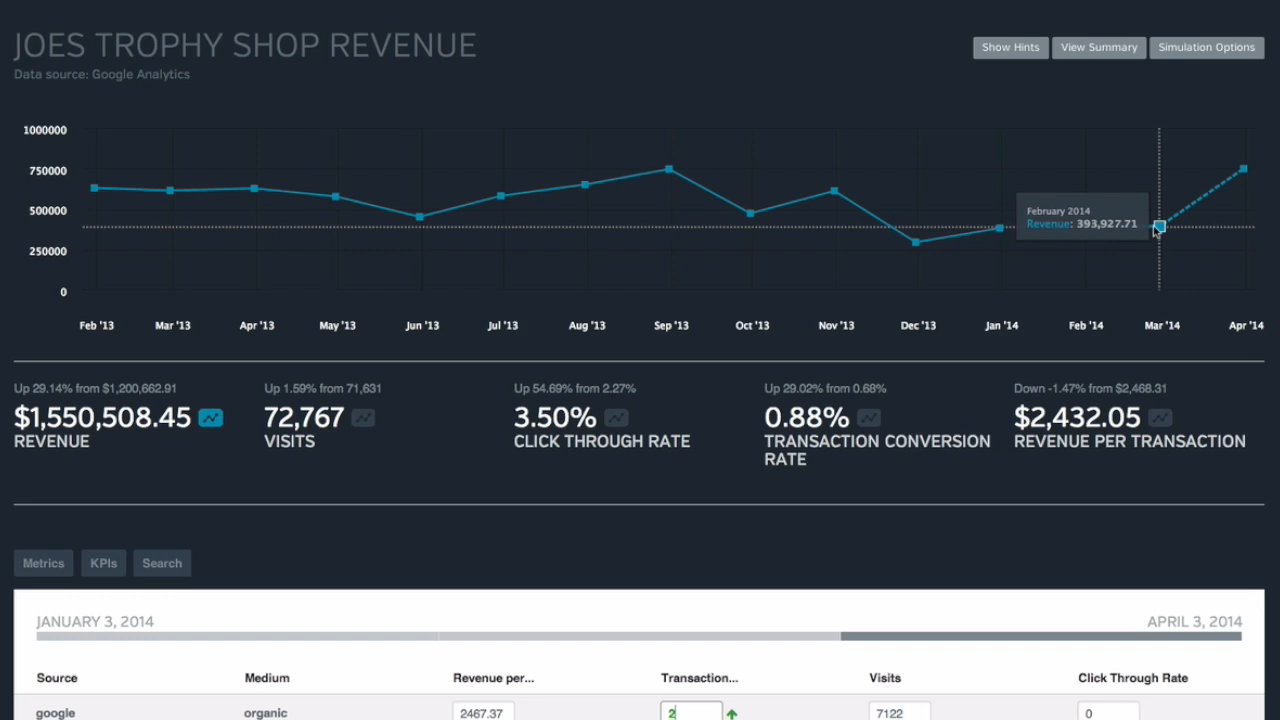 JOES TROPHY SHOP REVENUE
Show Hints View Summary Simulation Options
Data source: Google Analytics
1000000
750000
500000
250000
0
February 2014
Revenue: 393,927.71
Feb '13 Mar '13 Apr '13 May '13 Jun '13 Jul '13 Aug '13 Sep '13 Oct '13 Nov '13 Dec '13 Jan '14 Feb '14 Mar '14 Apr '14
Up 29.14% from $1,200,662.91
$1,550,508.45
REVENUE
Up 1.59% from 71,631
72,767
VISITS
Up 54.69% from 2.27%
3.50%
CLICK THROUGH RATE
Up 29.02% from 0.68%
0.88%
TRANSACTION CONVERSION
RATE
Down -1.47% from $2,468.31
$2,432.05
REVENUE PER TRANSACTION
Metrics KPIs Search
JANUARY 3, 2014 APRIL 3, 2014
Source Medium Revenue per... Transaction... Visits Click Through Rate
google organic 2467.37 2 7122 0